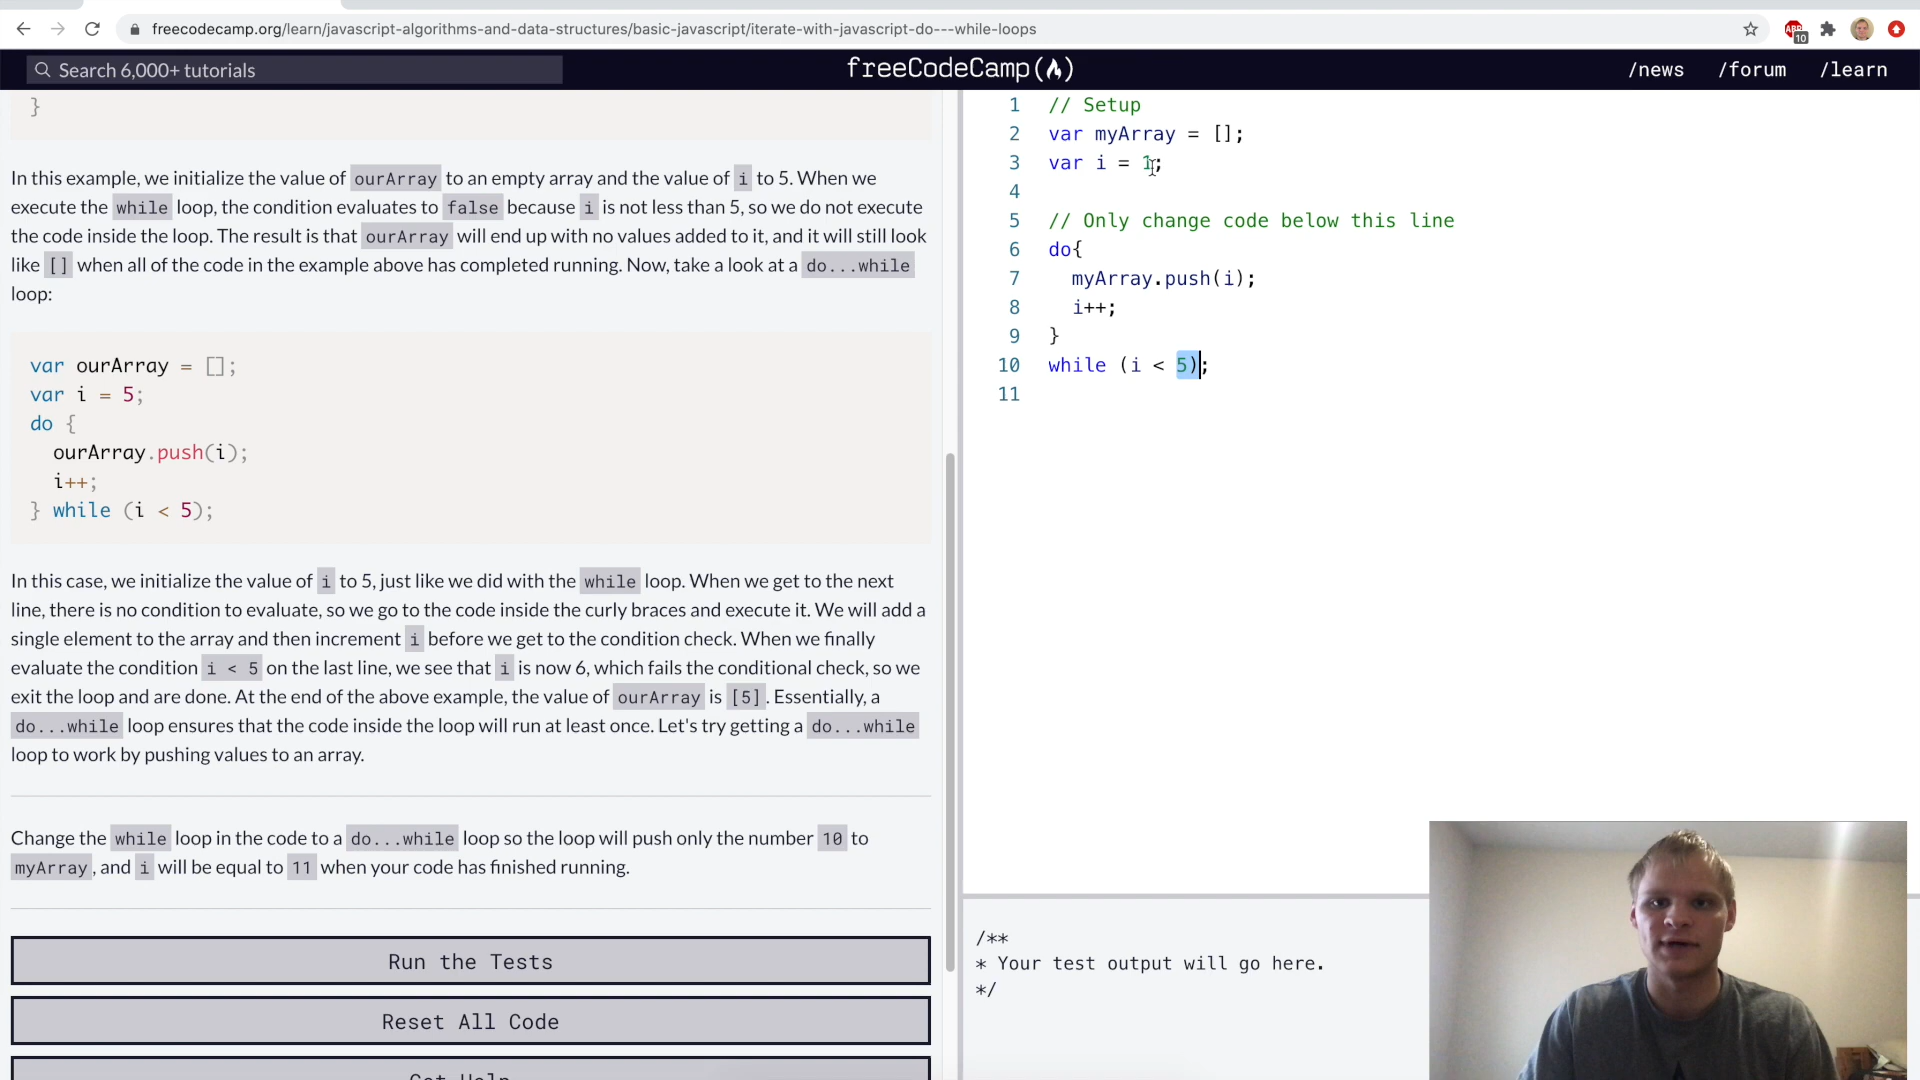 freecodecamp.org/learn/javascript-algorithms-and-data-structures/basic-javascript/iterate-with-javascript-do---while-loops
ABP
10
Search 6,000+ tutorials
freeCodeCamp
/news
/forum
/learn
}
In this example, we initialize the value of ourArray to an empty array and the value of i to 5. When we
execute the while loop, the condition evaluates to false because i is not less than 5, so we do not execute
the code inside the loop. The result is that ourArray will end up with no values added to it, and it will still look
like [] when all of the code in the example above has completed running. Now, take a look at a do...while
loop:
var ourArray = [];
var i = 5;
do {
ourArray.push(i);
i++;
} while (i < 5);
In this case, we initialize the value of i to 5, just like we did with the while loop. When we get to the next
line, there is no condition to evaluate, so we go to the code inside the curly braces and execute it. We will add a
single element to the array and then increment i before we get to the condition check. When we finally
evaluate the condition i < 5 on the last line, we see that i is now 6, which fails the conditional check, so we
exit the loop and are done. At the end of the above example, the value of ourArray is [5]. Essentially, a
do...while loop ensures that the code inside the loop will run at least once. Let's try getting a do...while
loop to work by pushing values to an array.
Change the while loop in the code to a do...while loop so the loop will push only the number 10 to
myArray, and i will be equal to 11 when your code has finished running.
Run the Tests
Reset All Code
Get Help
1 // Setup
2 var myArray = [];
3 var i = 1;
4
5 // Only change code below this line
6 do{
7 myArray.push(i);
8 i++;
9 }
10 while (i < 5);
11
/**
* Your test output will go here.
*/